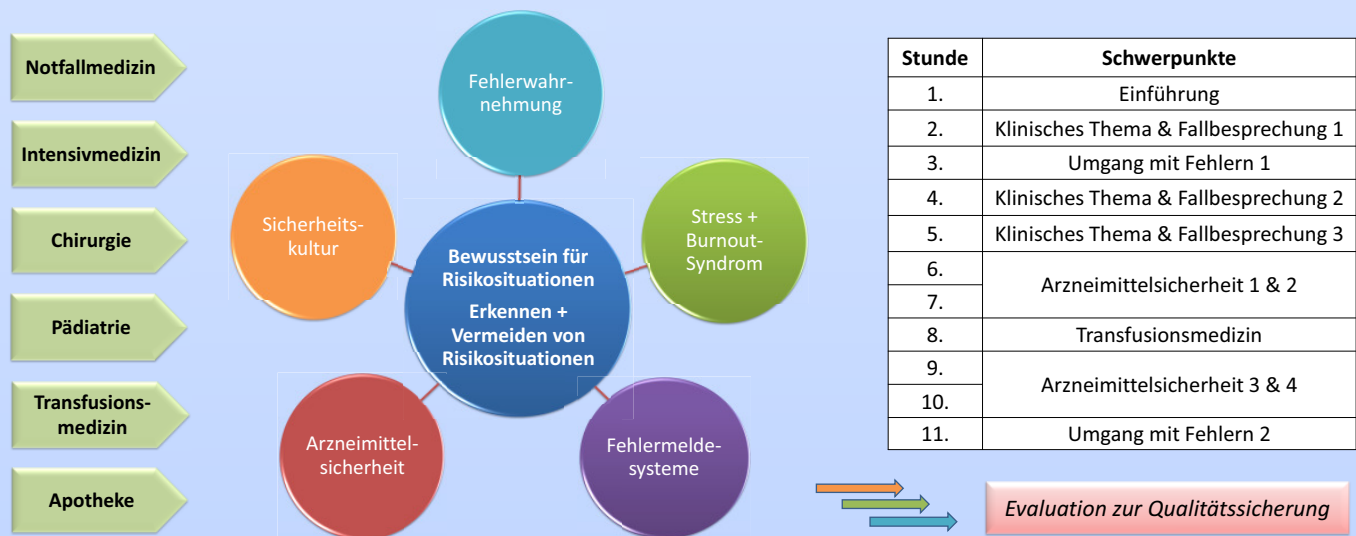 Notfallmedizin
Intensivmedizin
Chirurgie
Pädiatrie
Transfusions-
medizin
Apotheke
Fehlerwahr-
nehmung
Sicherheits-
kultur
Stress +
Burnout-
Syndrom
Bewusstsein für
Risikosituationen
Erkennen +
Vermeiden von
Risikosituationen
Arzneimittel-
sicherheit
Fehlermelde-
systeme
Stunde Schwerpunkte
1. Einführung
2. Klinisches Thema & Fallbesprechung 1
3. Umgang mit Fehlern 1
4. Klinisches Thema & Fallbesprechung 2
5. Klinisches Thema & Fallbesprechung 3
6.
Arzneimittelsicherheit 1 & 2
7.
8. Transfusionsmedizin
9.
Arzneimittelsicherheit 3 & 4
10.
11. Umgang mit Fehlern 2
Evaluation zur Qualitätssicherung